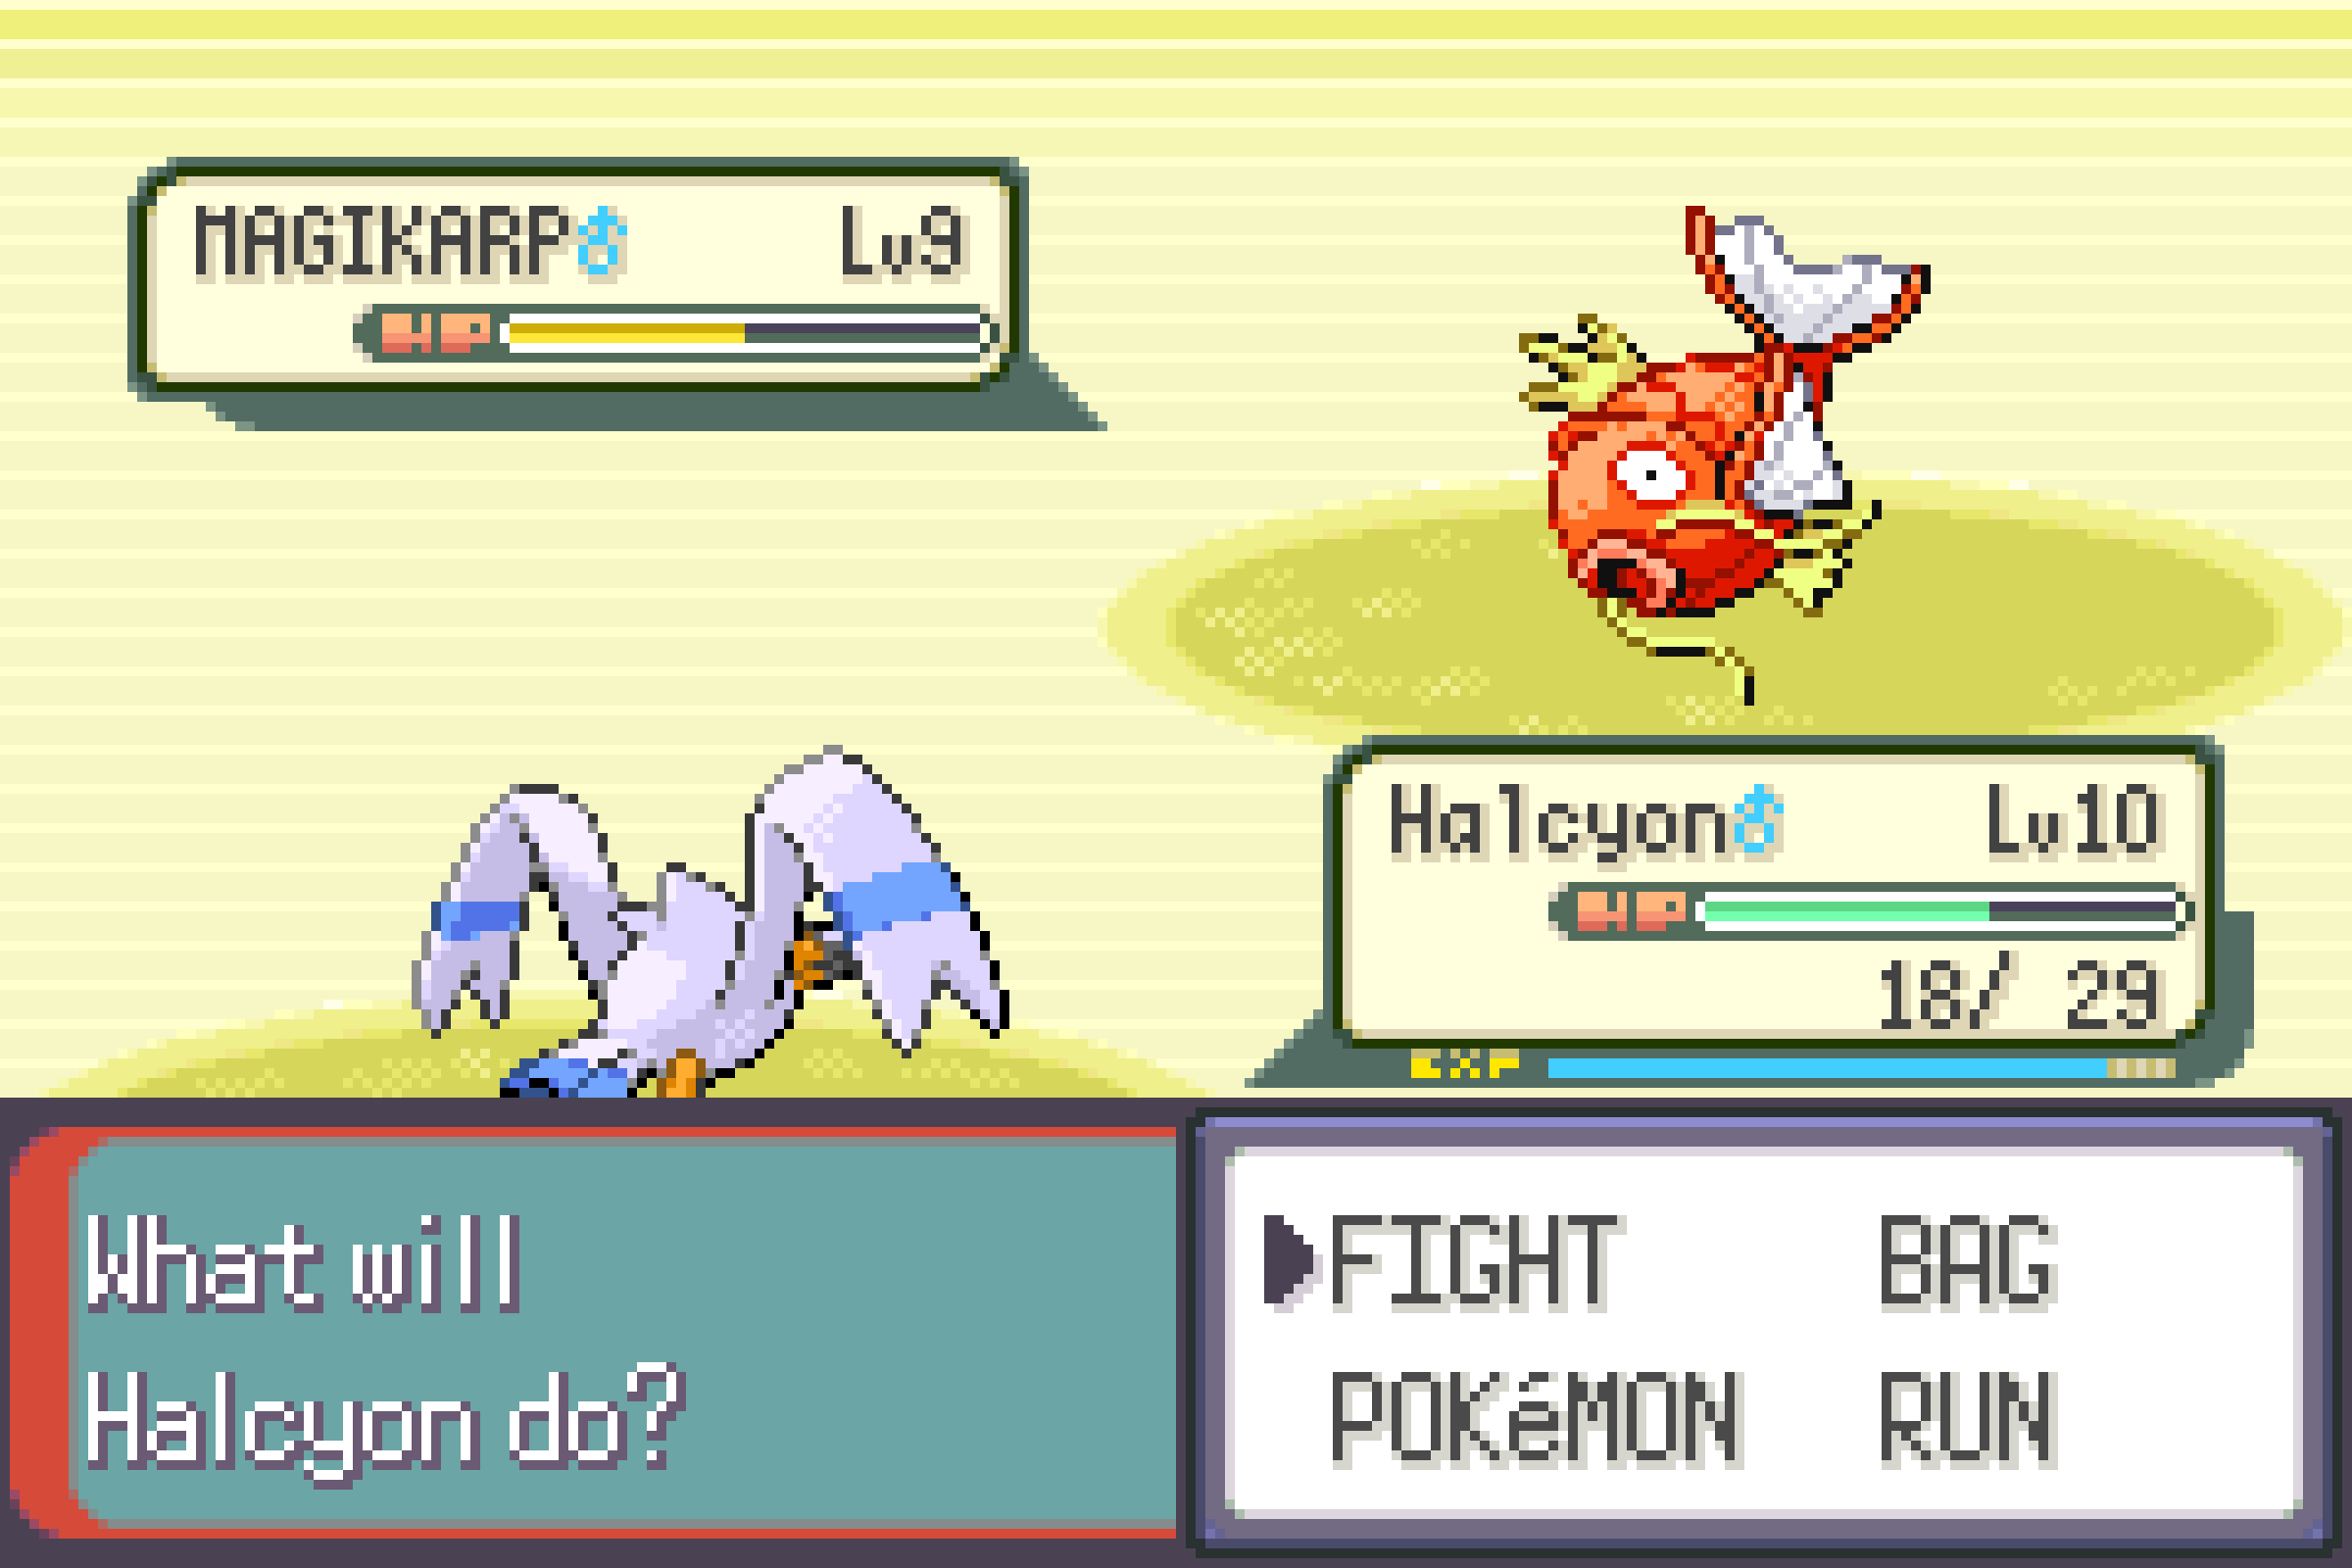 MAGIKARP♂ Lv9
HP
Halcyon♂ Lv10
HP
18/ 29
EXP
What will
Halcyon do?
FIGHT BAG
POKéMON RUN